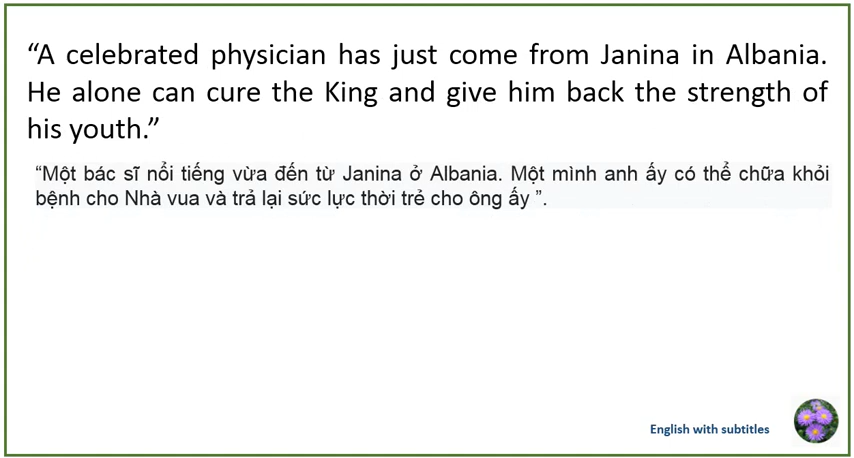 “A celebrated physician has just come from Janina in Albania.
He alone can cure the King and give him back the strength of
his youth.”
“Một bác sĩ nổi tiếng vừa đến từ Janina ở Albania. Một mình anh ấy có thể chữa khỏi
bệnh cho Nhà vua và trả lại sức lực thời trẻ cho ông ấy ”.
English with subtitles